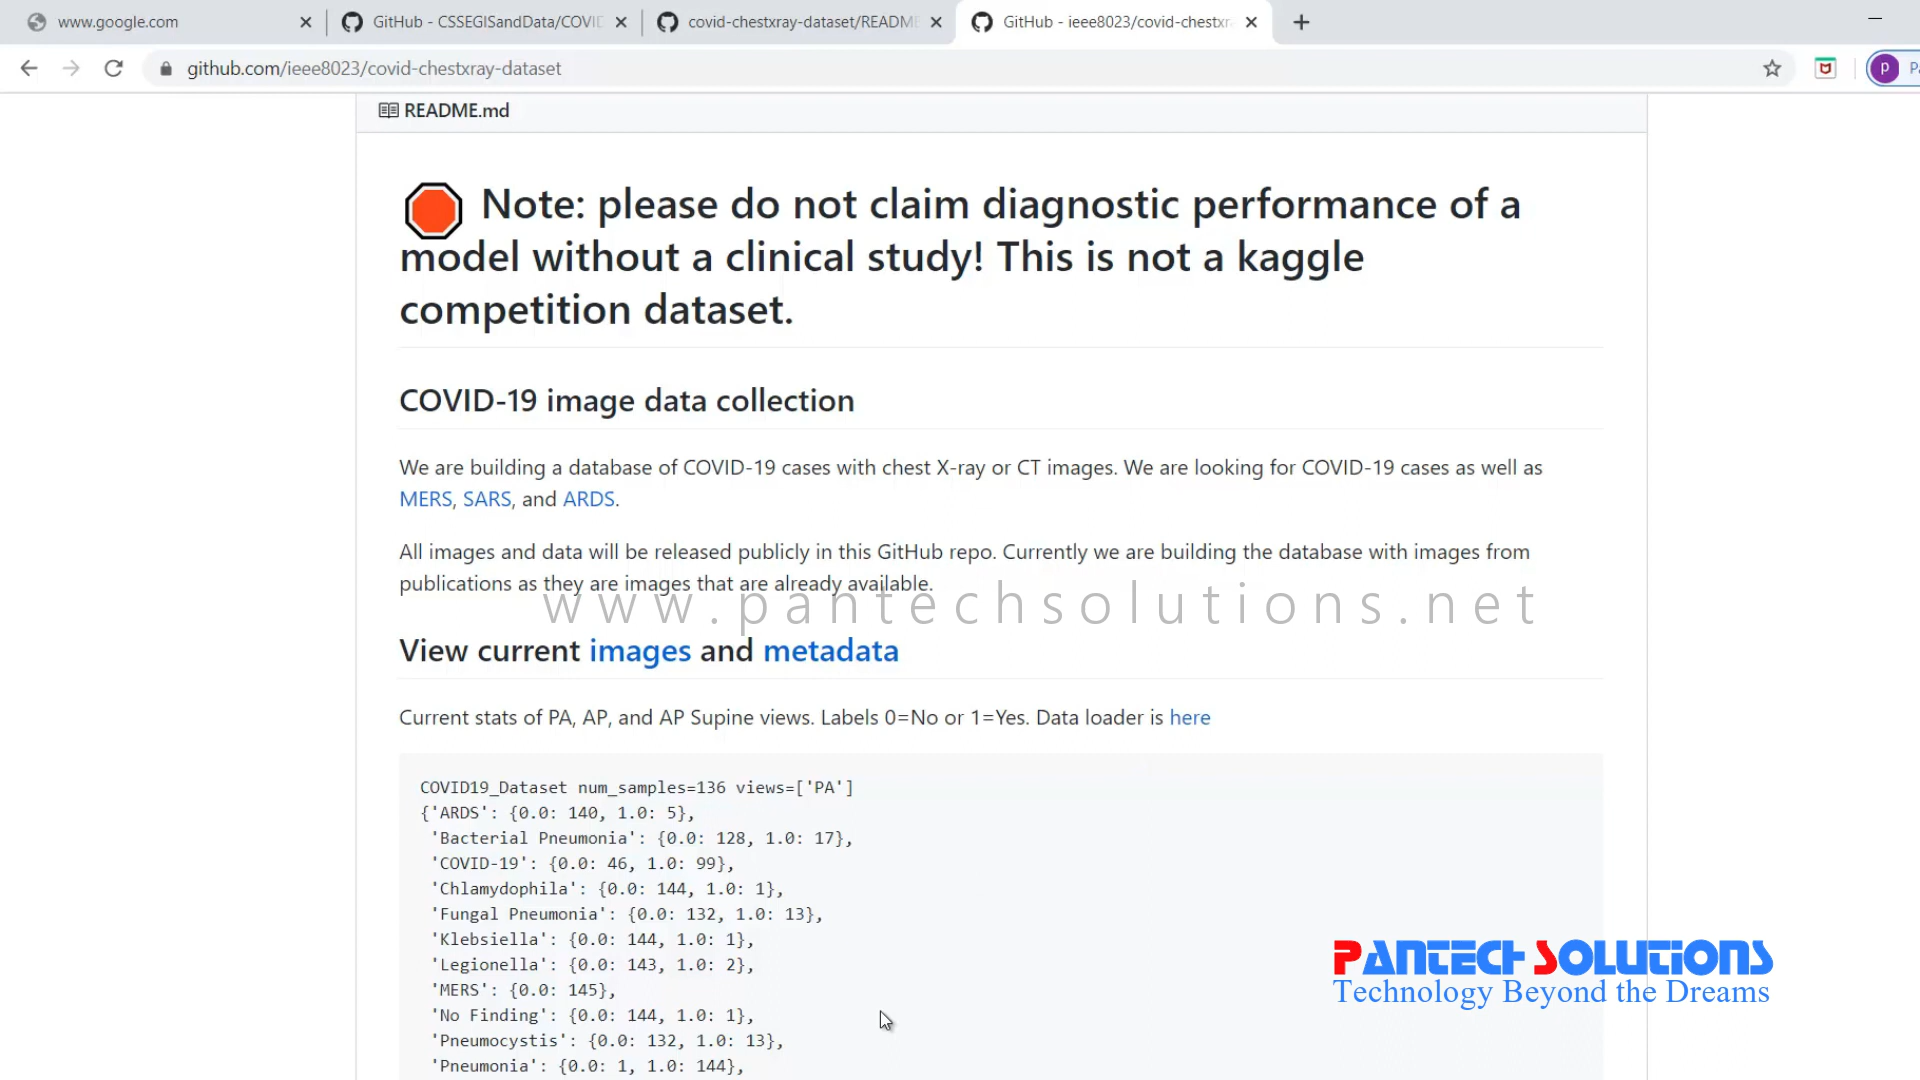 www.google.com
GitHub - CSSEGISandData/COVID
covid-chestxray-dataset/README
GitHub - ieee8023/covid-chestxr
github.com/ieee8023/covid-chestxray-dataset
p
README.md
Note: please do not claim diagnostic performance of a
model without a clinical study! This is not a kaggle
competition dataset.
COVID-19 image data collection
We are building a database of COVID-19 cases with chest X-ray or CT images. We are looking for COVID-19 cases as well as
MERS, SARS, and ARDS.
All images and data will be released publicly in this GitHub repo. Currently we are building the database with images from
publications as they are images that are already available.
www.pantechsolutions.net
View current images and metadata
Current stats of PA, AP, and AP Supine views. Labels 0=No or 1=Yes. Data loader is here
COVID19_Dataset num_samples=136 views=['PA']
{'ARDS': {0.0: 140, 1.0: 5},
'Bacterial Pneumonia': {0.0: 128, 1.0: 17},
'COVID-19': {0.0: 46, 1.0: 99},
'Chlamydophila': {0.0: 144, 1.0: 1},
'Fungal Pneumonia': {0.0: 132, 1.0: 13},
'Klebsiella': {0.0: 144, 1.0: 1},
'Legionella': {0.0: 143, 1.0: 2},
'MERS': {0.0: 145},
'No Finding': {0.0: 144, 1.0: 1},
'Pneumocystis': {0.0: 132, 1.0: 13},
'Pneumonia': {0.0: 1, 1.0: 144},
PANTECH SOLUTIONS
Technology Beyond the Dreams